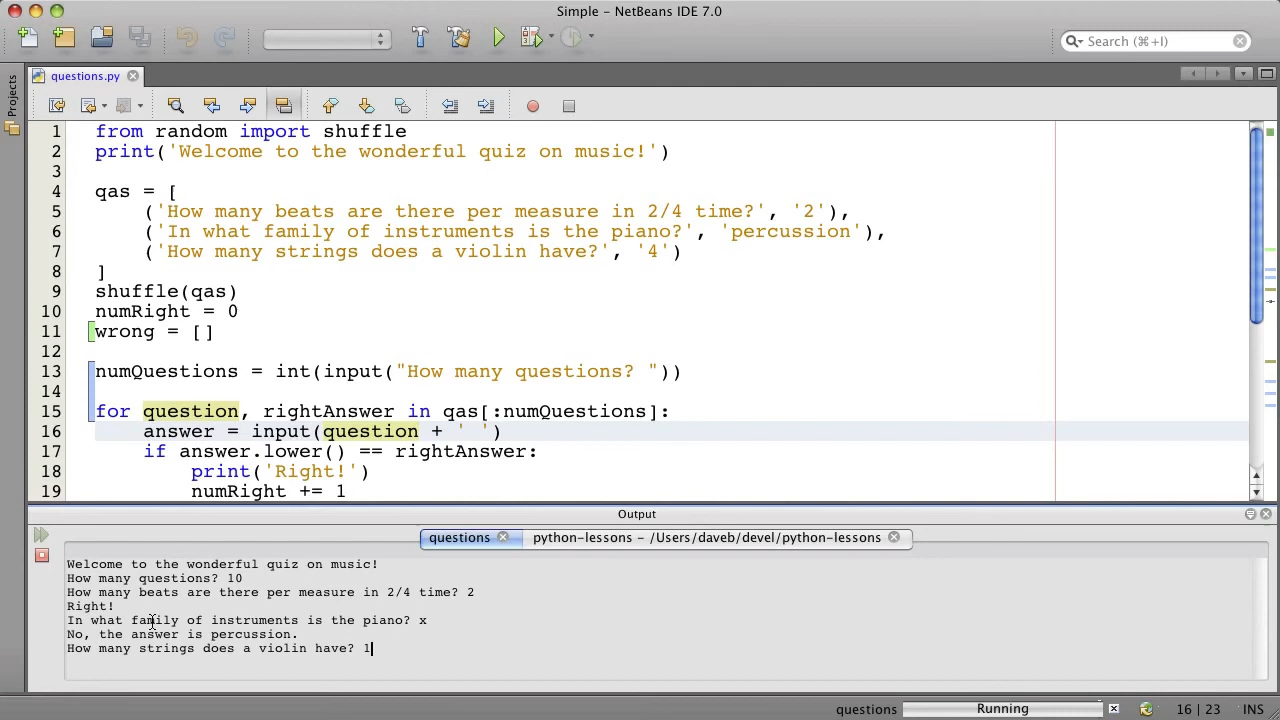 Simple - NetBeans IDE 7.0
Search (⌘+I)
Projects
questions.py
1 from random import shuffle
2 print('Welcome to the wonderful quiz on music!')
3
4 qas = [
5     ('How many beats are there per measure in 2/4 time?', '2'),
6     ('In what family of instruments is the piano?', 'percussion'),
7     ('How many strings does a violin have?', '4')
8 ]
9 shuffle(qas)
10 numRight = 0
11 wrong = []
12
13 numQuestions = int(input("How many questions? "))
14
15 for question, rightAnswer in qas[:numQuestions]:
16     answer = input(question + ' ')
17     if answer.lower() == rightAnswer:
18         print('Right!')
19         numRight += 1
Output
questions
python-lessons - /Users/daveb/devel/python-lessons
Welcome to the wonderful quiz on music!
How many questions? 10
How many beats are there per measure in 2/4 time? 2
Right!
In what family of instruments is the piano? x
No, the answer is percussion.
How many strings does a violin have? 1
questions Running 16 | 23 INS